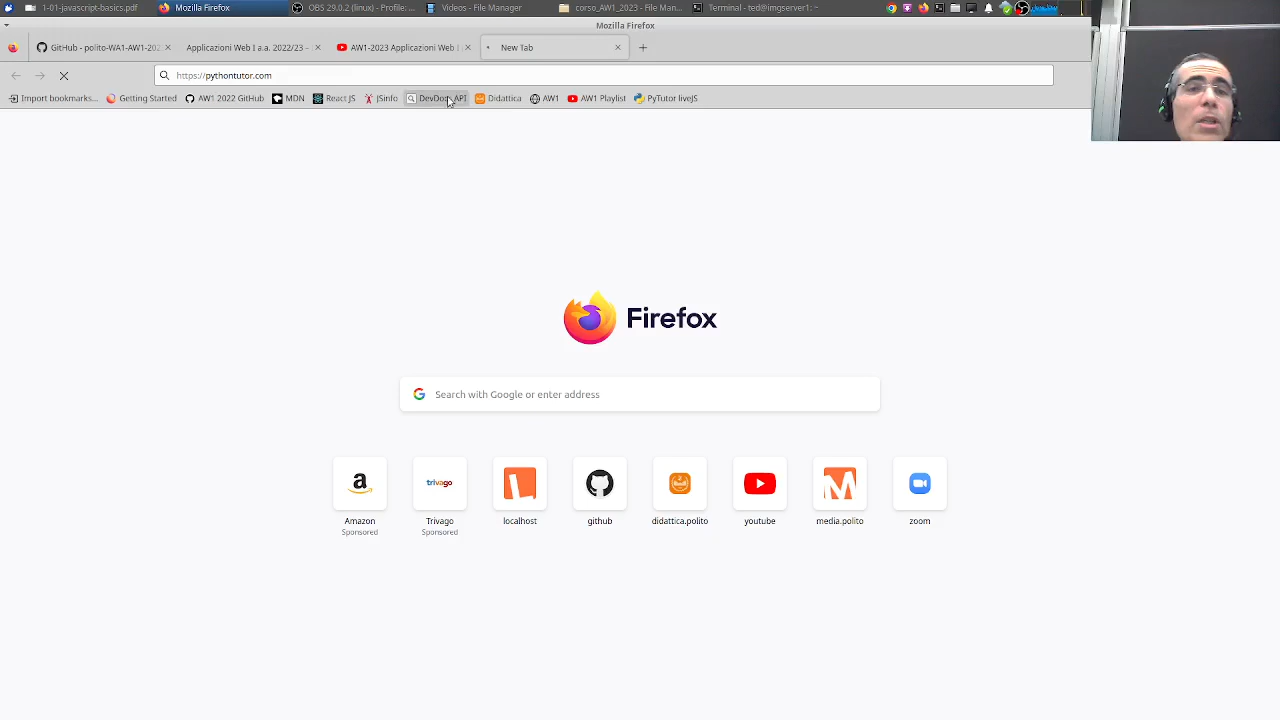 1-01-javascript-basics.pdf
Mozilla Firefox
OBS 29.0.2 (linux) - Profile: ...
Videos - File Manager
corso_AW1_2023 - File Man...
Terminal - ted@imgserver1: ~
Mozilla Firefox
GitHub - polito-WA1-AW1-202
Applicazioni Web I a.a. 2022/23 -
AW1-2023 Applicazioni Web I
New Tab
https://pythontutor.com
Import bookmarks...
Getting Started
AW1 2022 GitHub
MDN
React JS
JSinfo
DevDocs API
Didattica
AW1
AW1 Playlist
PyTutor liveJS
Firefox
Search with Google or enter address
Amazon
Sponsored
trivago
Trivago
Sponsored
localhost
github
didattica.polito
youtube
media.polito
zoom